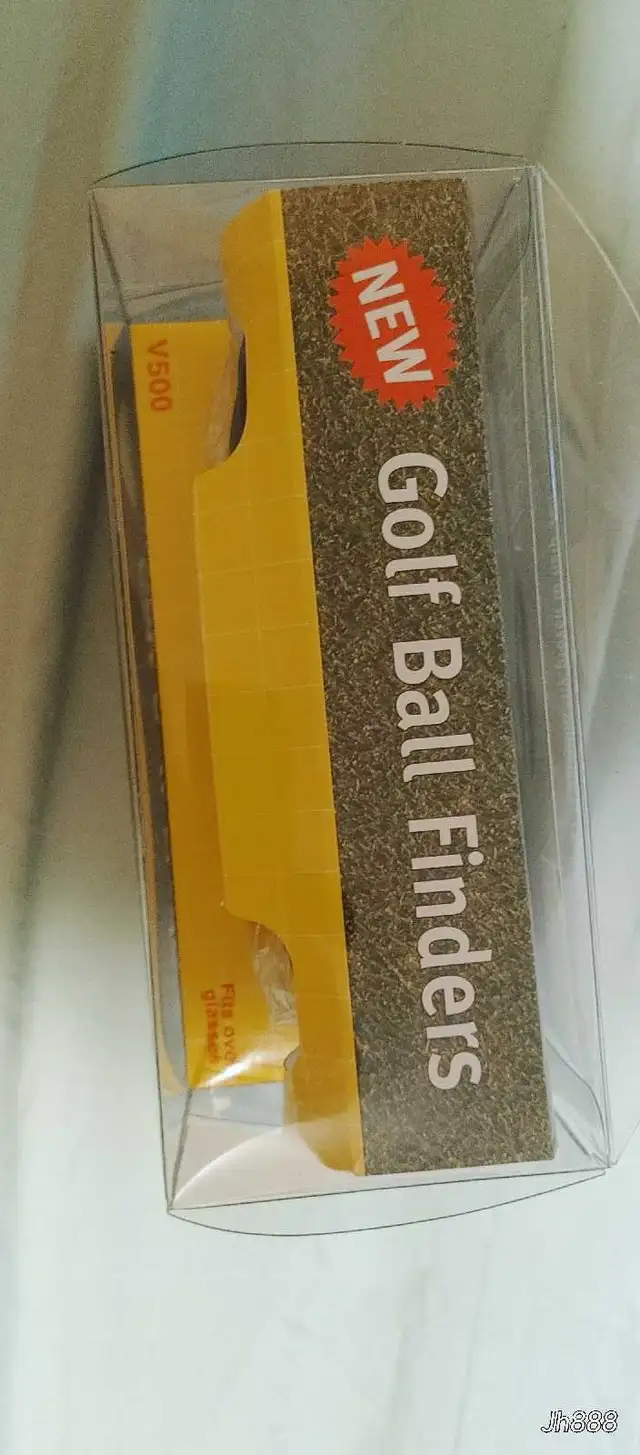 NEW
Golf Ball Finders
V500
Fits over
glasses
Jh888